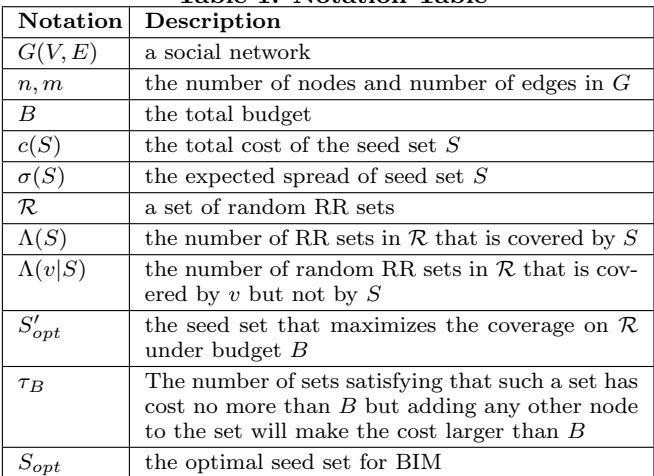 Table 1: Notation Table
Notation Description
G(V, E) a social network
n, m the number of nodes and number of edges in G
B the total budget
c(S) the total cost of the seed set S
σ(S) the expected spread of seed set S
R a set of random RR sets
Λ(S) the number of RR sets in R that is covered by S
Λ(v|S) the number of random RR sets in R that is cov-
ered by v but not by S
S′opt the seed set that maximizes the coverage on R
under budget B
τB The number of sets satisfying that such a set has
cost no more than B but adding any other node
to the set will make the cost larger than B
Sopt the optimal seed set for BIM